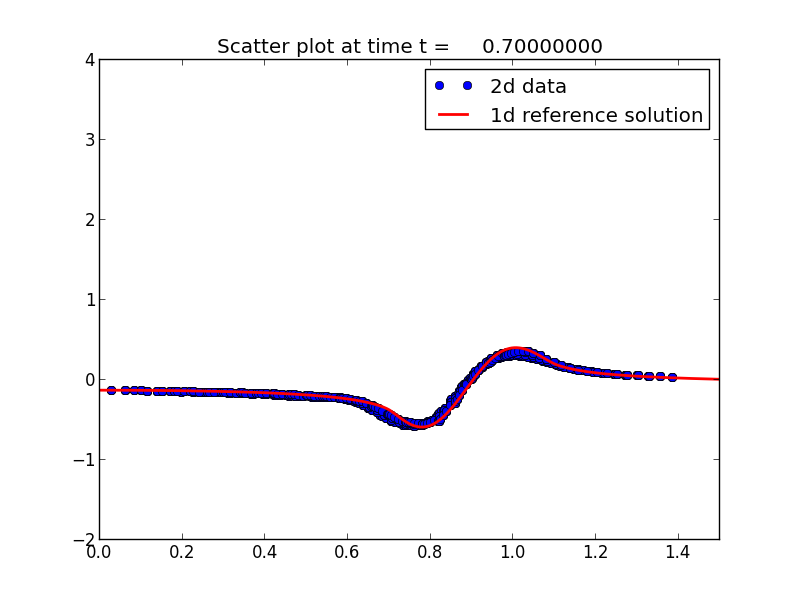 Scatter plot at time t =     0.70000000
4
2d data
1d reference solution
3
2
1
0
−1
−2
0.0 0.2 0.4 0.6 0.8 1.0 1.2 1.4